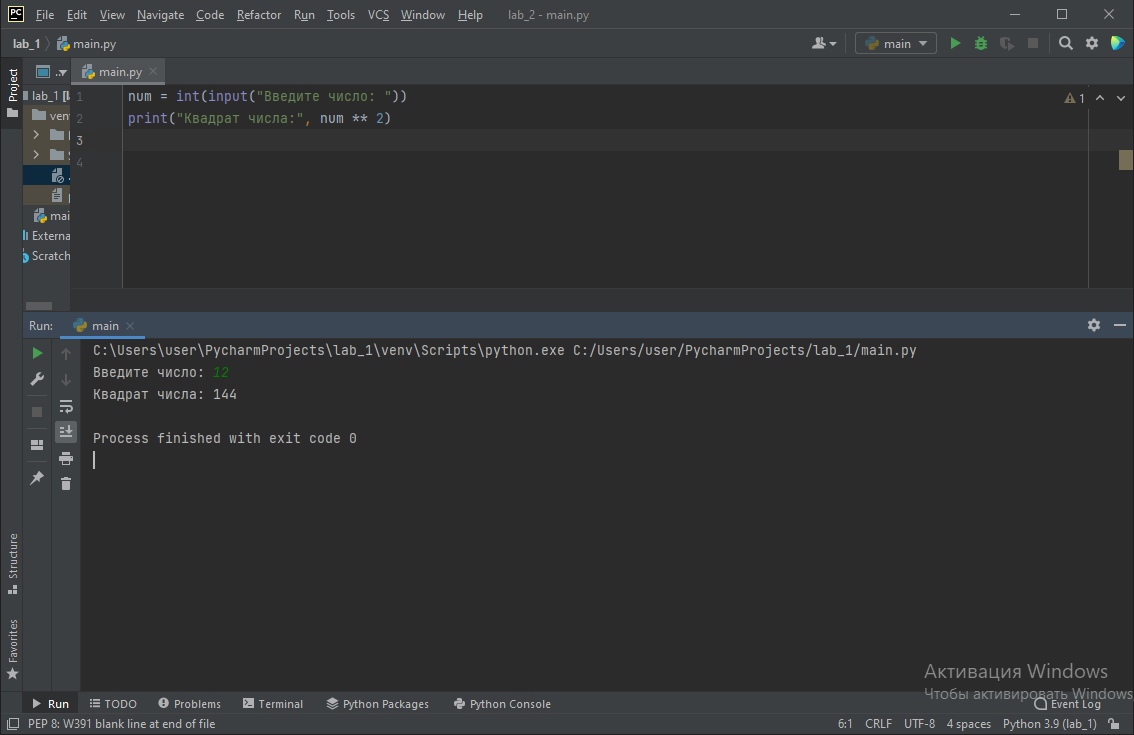 PC File Edit View Navigate Code Refactor Run Tools VCS Window Help lab_2 - main.py
lab_1 main.py main
Project
main.py
lab_1
1 num = int(input("Введите число: "))
2 print("Квадрат числа:", num ** 2)
3
4
1
main
Externa
Scratch
Run: main
C:\Users\user\PycharmProjects\lab_1\venv\Scripts\python.exe C:/Users/user/PycharmProjects/lab_1/main.py
Введите число: 12
Квадрат числа: 144
Process finished with exit code 0
Structure
Favorites
Активация Windows
Чтобы активировать Windows
Run TODO Problems Terminal Python Packages Python Console Event Log
PEP 8: W391 blank line at end of file 6:1 CRLF UTF-8 4 spaces Python 3.9 (lab_1)